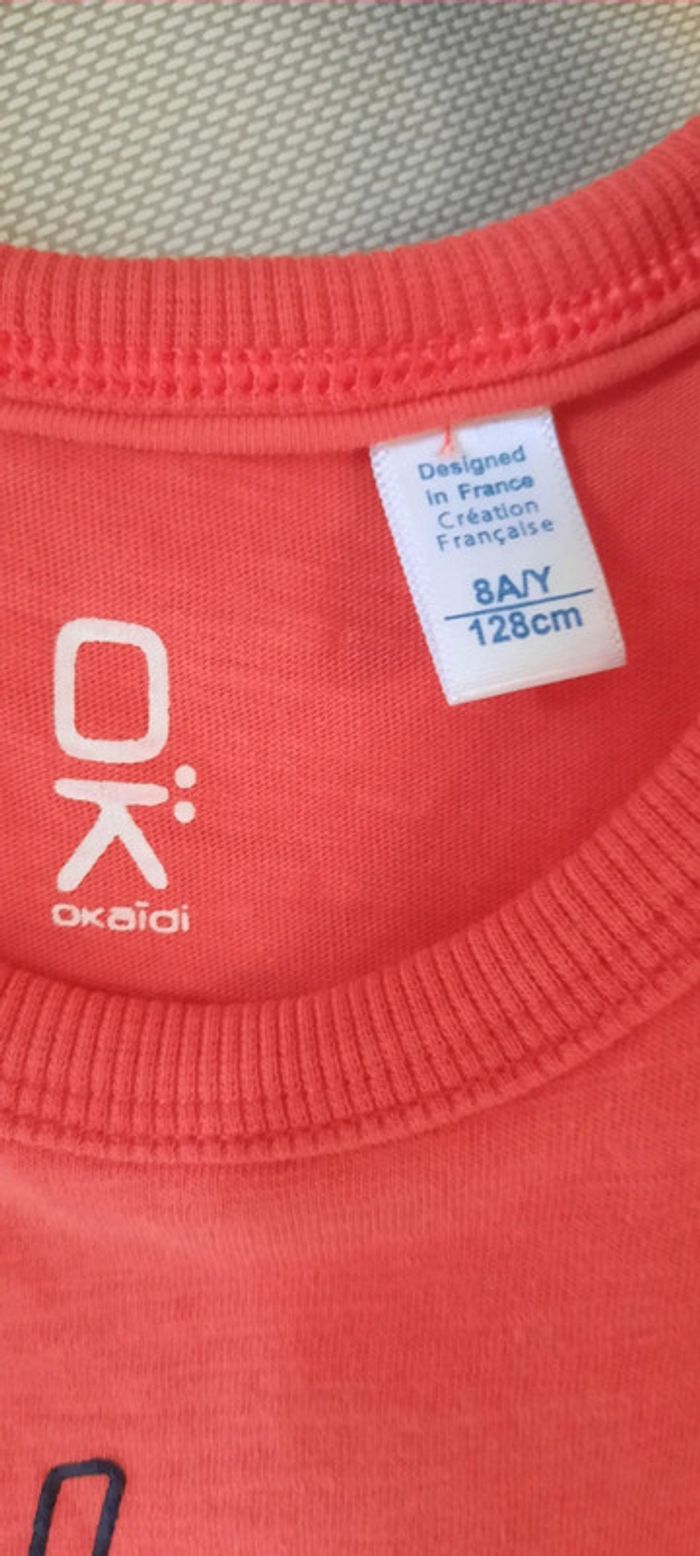 Designed
in France
Création
Française
8A/Y
128cm
OK
okaïdi